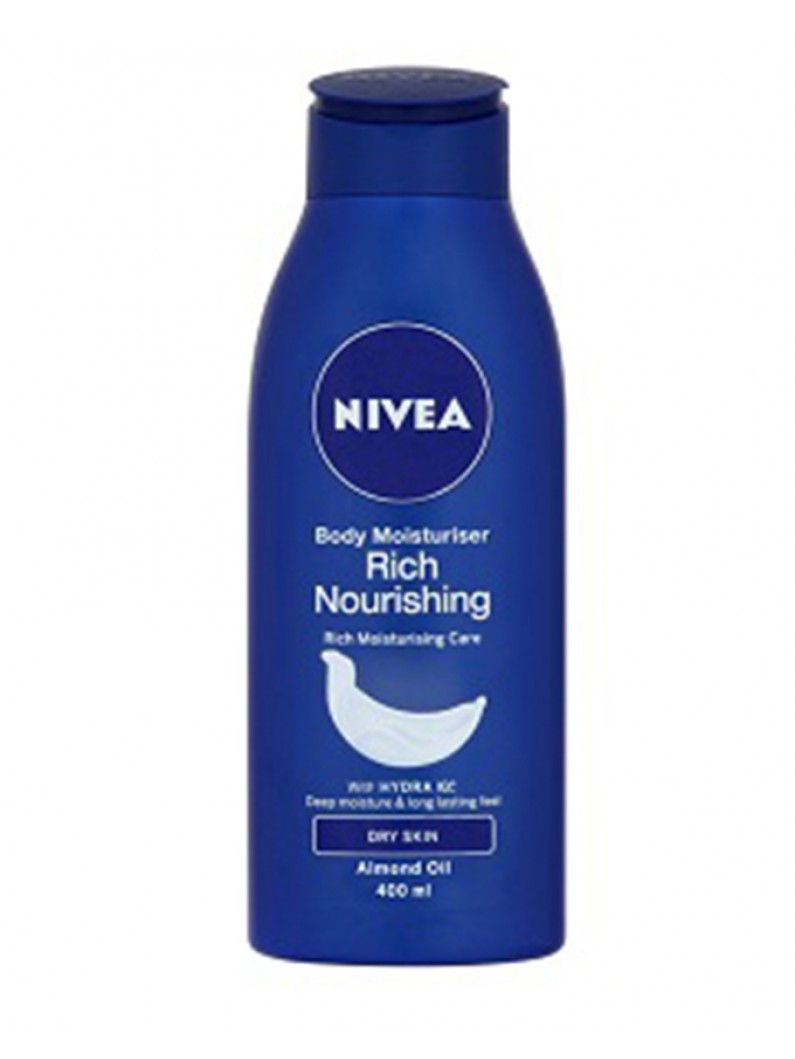 NIVEA
Body Moisturiser
Rich
Nourishing
Rich Moisturising Care
HYDRA IQ
Deep moisture & long lasting feel
DRY SKIN
Almond Oil
400 ml